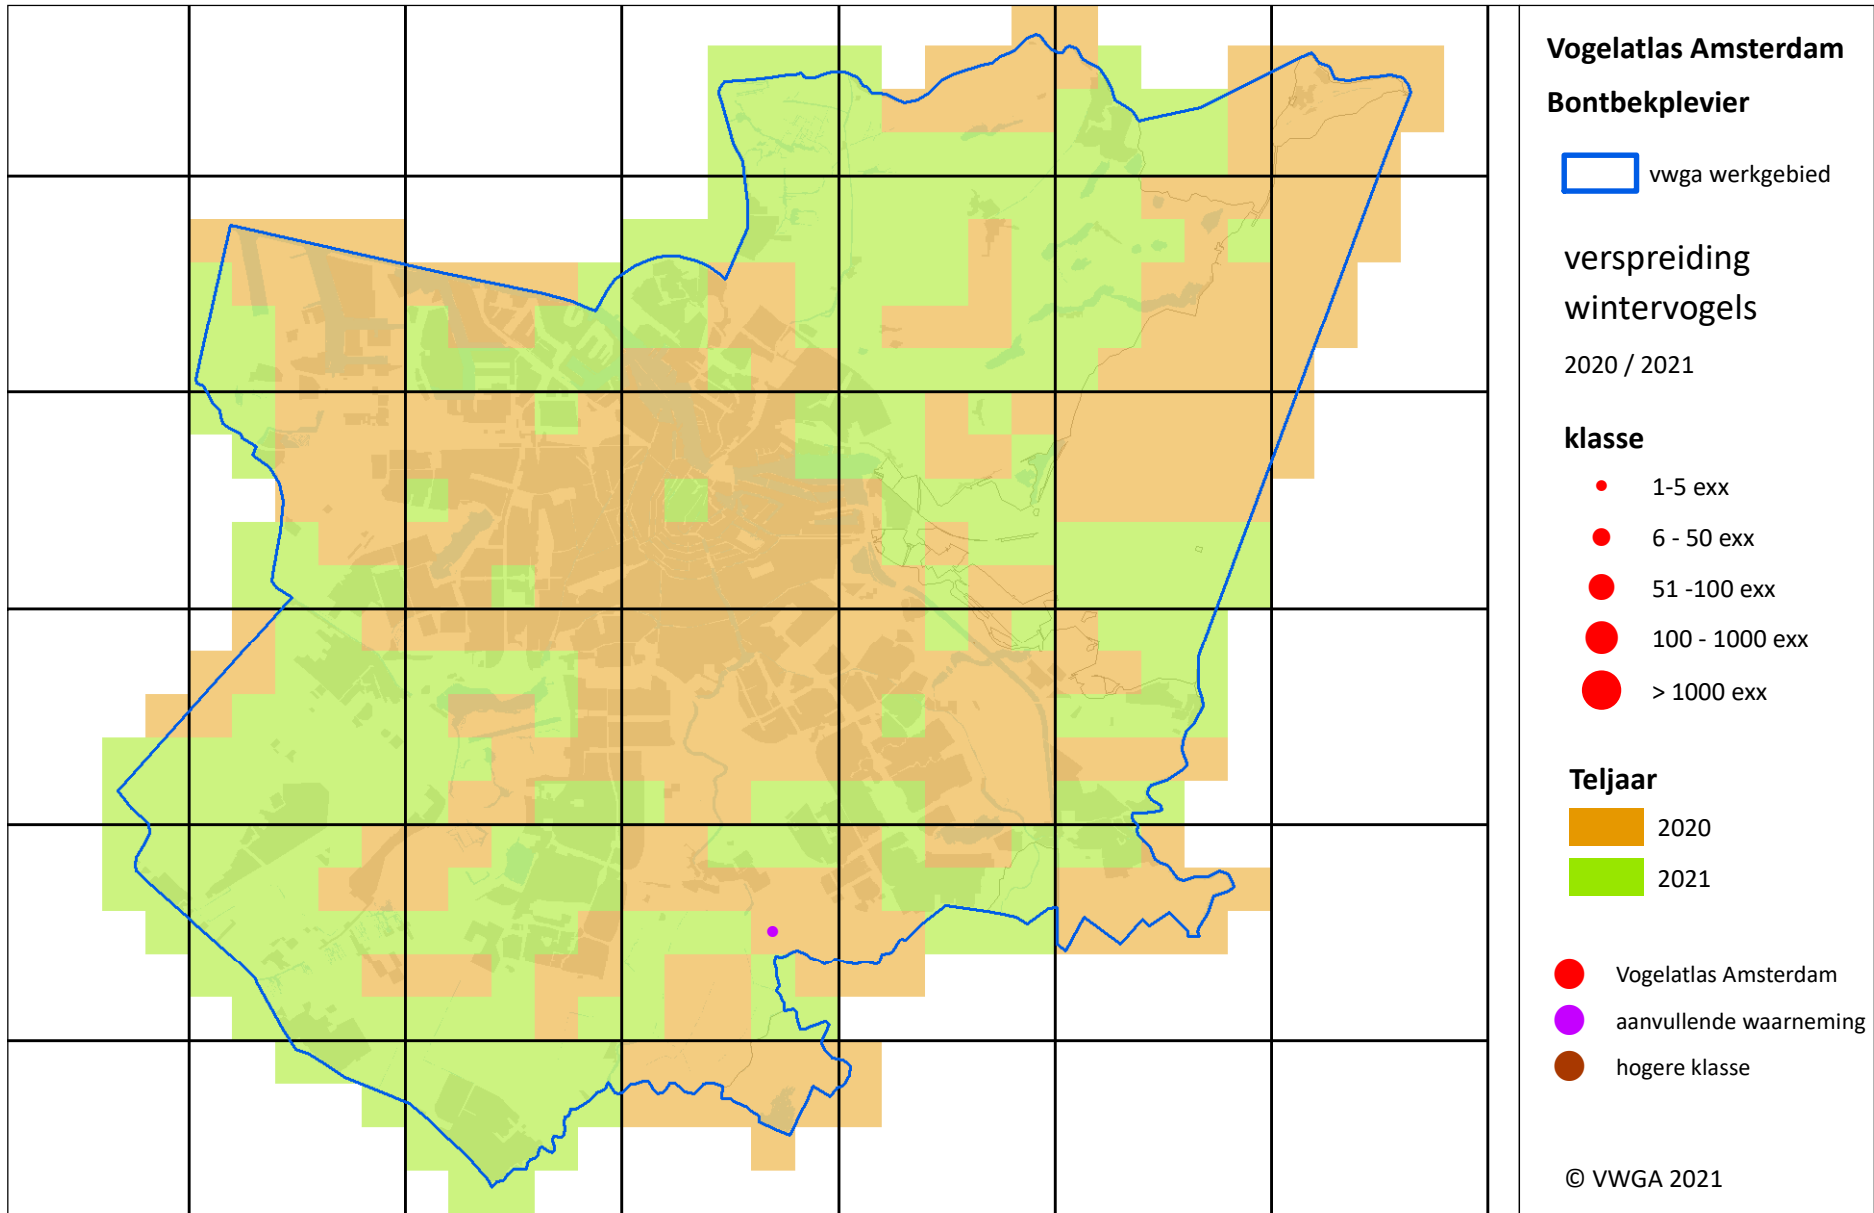 Vogelatlas Amsterdam
Bontbekplevier
vwga werkgebied
verspreiding
wintervogels
2020 / 2021
klasse
1-5 exx
6 - 50 exx
51 -100 exx
100 - 1000 exx
> 1000 exx
Teljaar
2020
2021
Vogelatlas Amsterdam
aanvullende waarneming
hogere klasse
© VWGA 2021